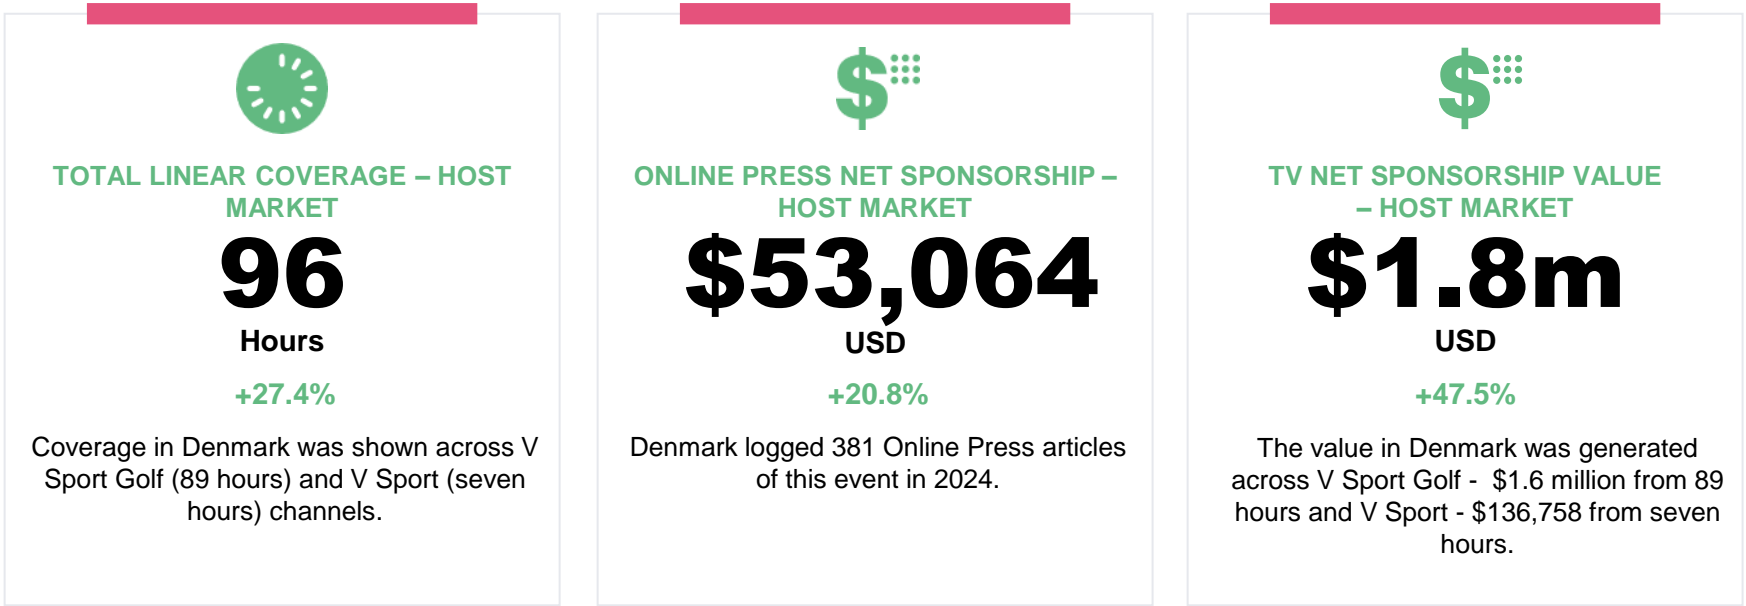 TOTAL LINEAR COVERAGE – HOST
MARKET
96
Hours
+27.4%
Coverage in Denmark was shown across V
Sport Golf (89 hours) and V Sport (seven
hours) channels.
$
ONLINE PRESS NET SPONSORSHIP –
HOST MARKET
$53,064
USD
+20.8%
Denmark logged 381 Online Press articles
of this event in 2024.
$
TV NET SPONSORSHIP VALUE
– HOST MARKET
$1.8m
USD
+47.5%
The value in Denmark was generated
across V Sport Golf -  $1.6 million from 89
hours and V Sport - $136,758 from seven
hours.